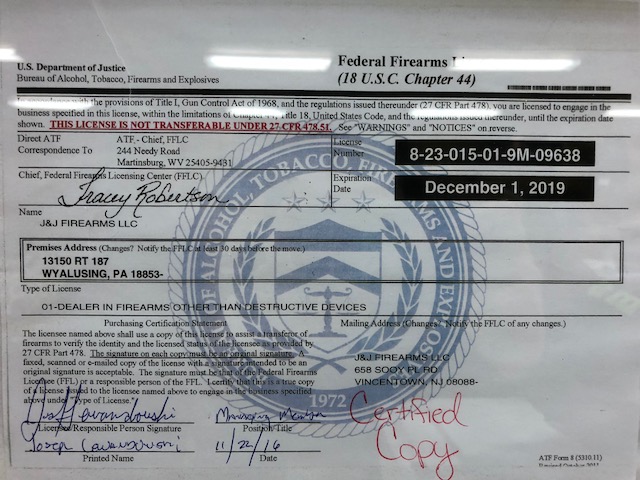 U.S. Department of Justice
Bureau of Alcohol, Tobacco, Firearms and Explosives
Federal Firearms
(18 U.S.C. Chapter 44)
In accordance with the provisions of Title I, Gun Control Act of 1968, and the regulations issued thereunder (27 CFR Part 478), you are licensed to engage in the
business specified in this license, within the limitations of Chapter 44, Title 18, United States Code, and the regulations issued thereunder, until the expiration date
shown. THIS LICENSE IS NOT TRANSFERABLE UNDER 27 CFR 478.51. See "WARNINGS" and "NOTICES" on reverse.
Direct ATF
Correspondence To
ATF - Chief, FFLC
244 Needy Road
Martinsburg, WV 25405-9431
License
Number
8-23-015-01-9M-09638
Chief, Federal Firearms Licensing Center (FFLC)
Tracey Robertson
Expiration
Date
December 1, 2019
Name
J&J FIREARMS LLC
Premises Address (Changes? Notify the FFLC at least 30 days before the move.)
13150 RT 187
WYALUSING, PA 18853-
Type of License
01-DEALER IN FIREARMS OTHER THAN DESTRUCTIVE DEVICES
Purchasing Certification Statement
The licensee named above shall use a copy of this license to assist a transferor of
firearms to verify the identity and the licensed status of the licensee as provided by
27 CFR Part 478. The signature on each copy must be an original signature. A
faxed, scanned or e-mailed copy of the license with a signature intended to be an
original signature is acceptable. The signature must be that of the Federal Firearms
Licensee (FFL) or a responsible person of the FFL. I certify that this is a true copy
of a license issued to the licensee named above to engage in the business specified
above under "Type of License."
Mailing Address (Changes? Notify the FFLC of any changes.)
J&J FIREARMS LLC
658 SOOY PL RD
VINCENTOWN, NJ 08088-
Managing Member
Licensee/Responsible Person Signature
Position/Title
Joseph
11/22/16
Printed Name
Date
Certified
Copy
ATF Form 8 (5310.11)
Revised October 2011
OF ALCOHOL, TOBACCO, FIREARMS AND EXPLOSIVES
1972